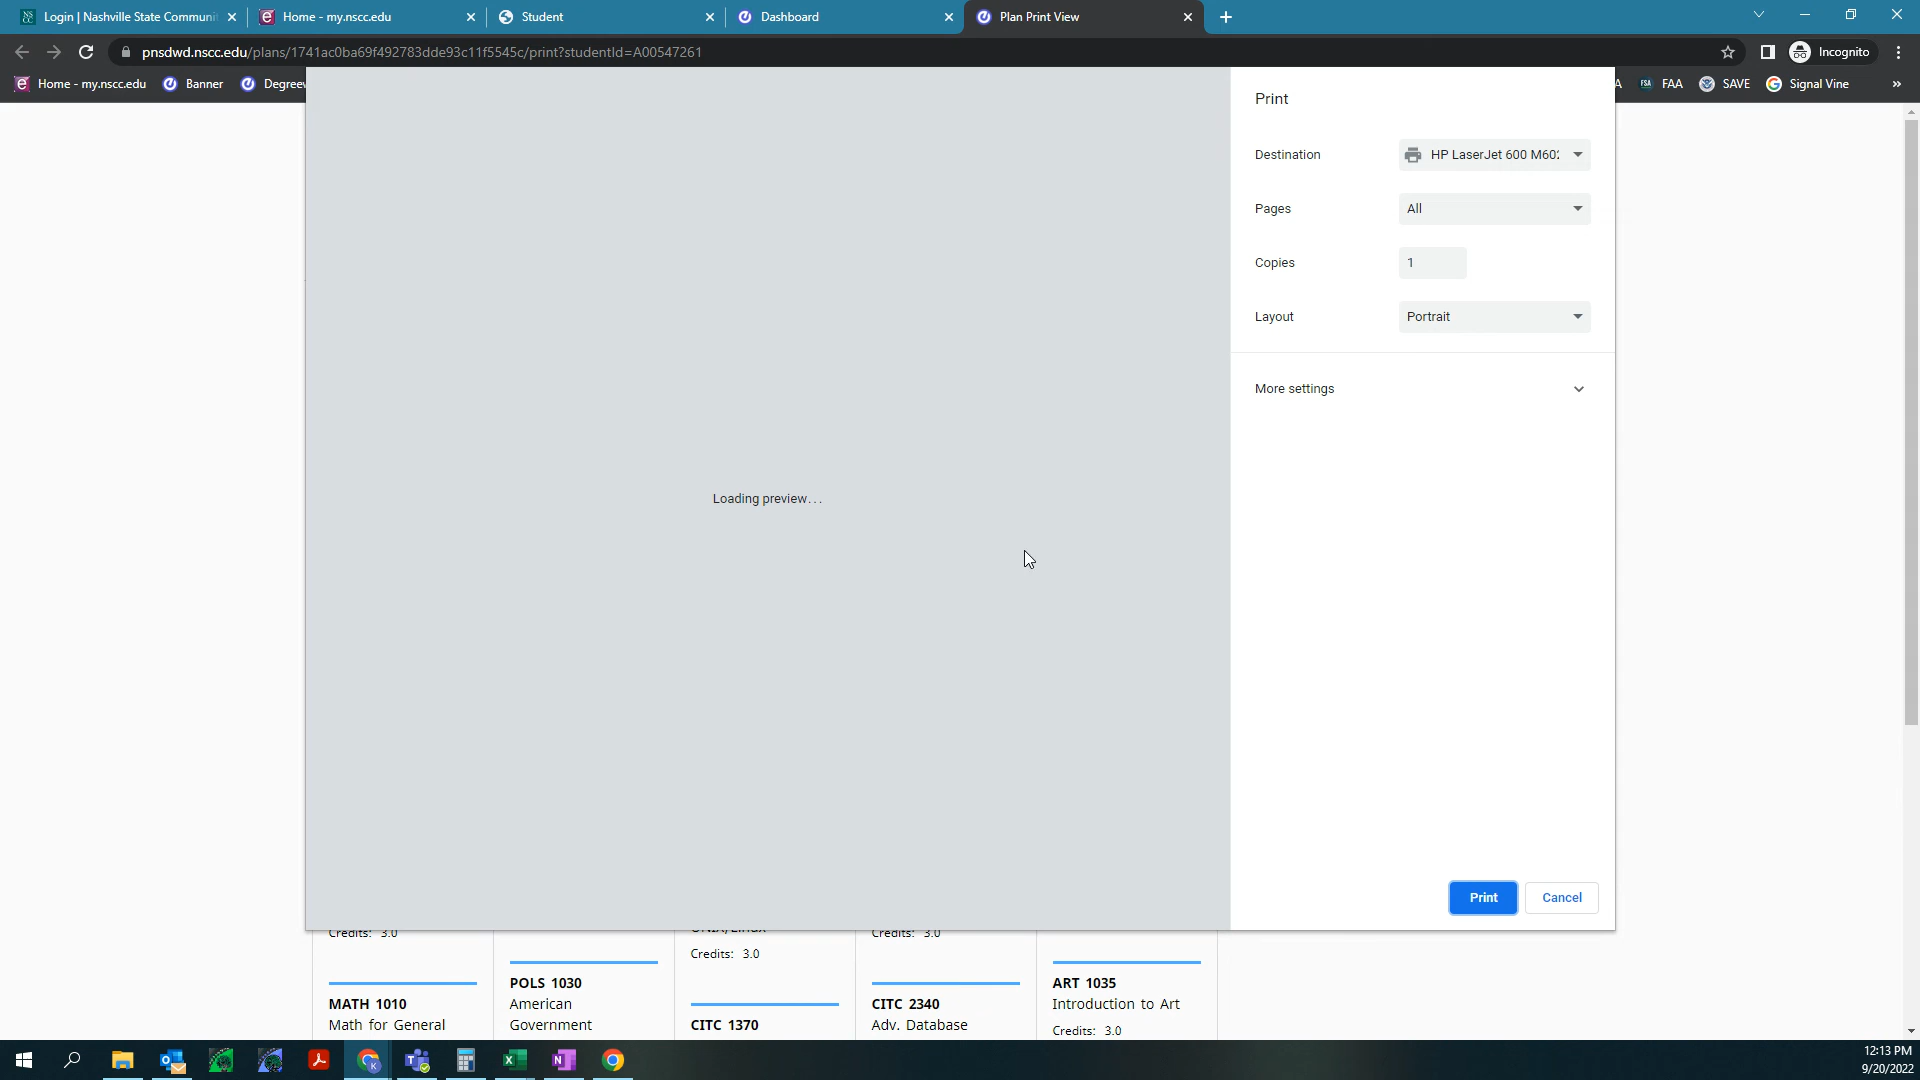 Login | Nashville State Communi
Home - my.nscc.edu
Student
Dashboard
Plan Print View
pnsdwd.nscc.edu/plans/1741ac0ba69f492783dde93c11f5545c/print?studentId=A00547261
Incognito
Home - my.nscc.edu
Banner
Degree
A
FAA
SAVE
Signal Vine
Print
Destination
HP LaserJet 600 M602
Pages
All
Copies
1
Layout
Portrait
More settings
Loading preview...
Print
Cancel
Credits: 3.0
MATH 1010
Math for General
POLS 1030
American
Government
Credits: 3.0
CITC 1370
Credits: 3.0
CITC 2340
Adv. Database
ART 1035
Introduction to Art
Credits: 3.0
12:13 PM
9/20/2022